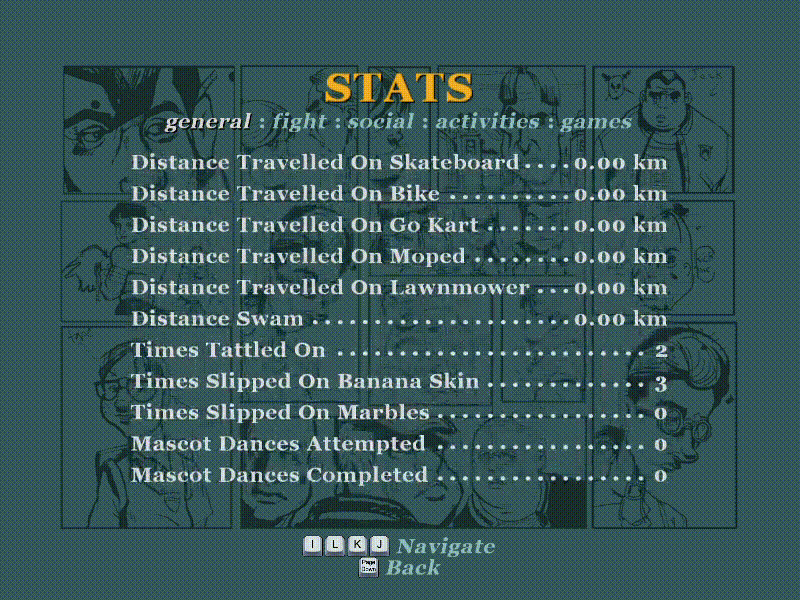 STATS
general : fight : social : activities : games
Distance Travelled On Skateboard....0.00 km
Distance Travelled On Bike ..........0.00 km
Distance Travelled On Go Kart .......0.00 km
Distance Travelled On Moped ........0.00 km
Distance Travelled On Lawnmower ...0.00 km
Distance Swam .....................0.00 km
Times Tattled On ......................... 2
Times Slipped On Banana Skin ............. 3
Times Slipped On Marbles ................. 0
Mascot Dances Attempted ................. 0
Mascot Dances Completed ................. 0
I L K J Navigate
Page Down Back